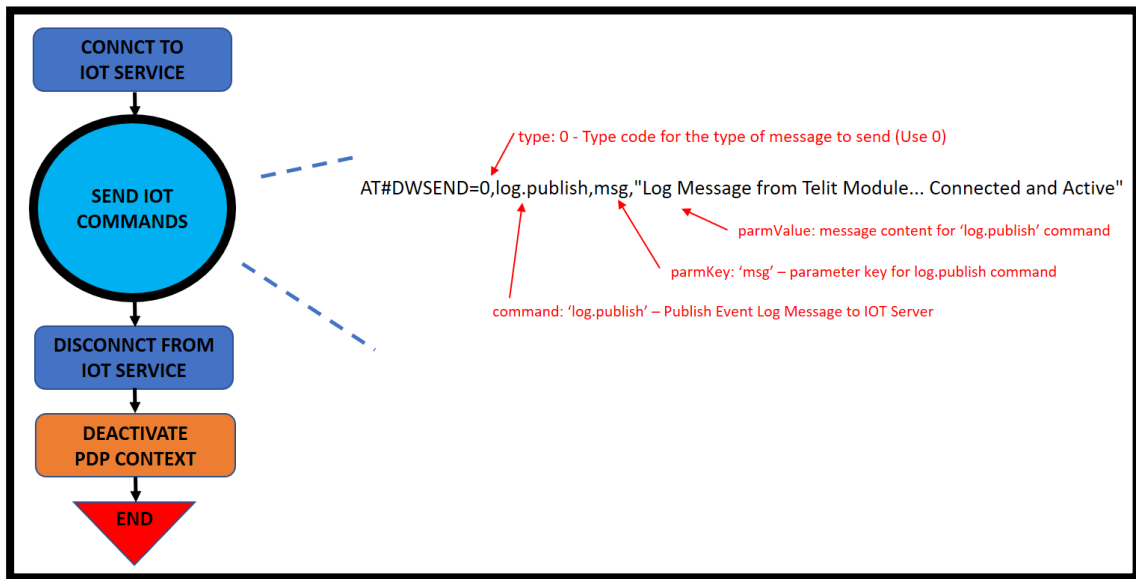 CONNCT TO
IOT SERVICE
SEND IOT
COMMANDS
DISCONNCT FROM
IOT SERVICE
DEACTIVATE
PDP CONTEXT
END
type: 0 - Type code for the type of message to send (Use 0)
AT#DWSEND=0,log.publish,msg,"Log Message from Telit Module... Connected and Active"
parmValue: message content for ‘log.publish’ command
parmKey: ‘msg’ – parameter key for log.publish command
command: ‘log.publish’ – Publish Event Log Message to IOT Server